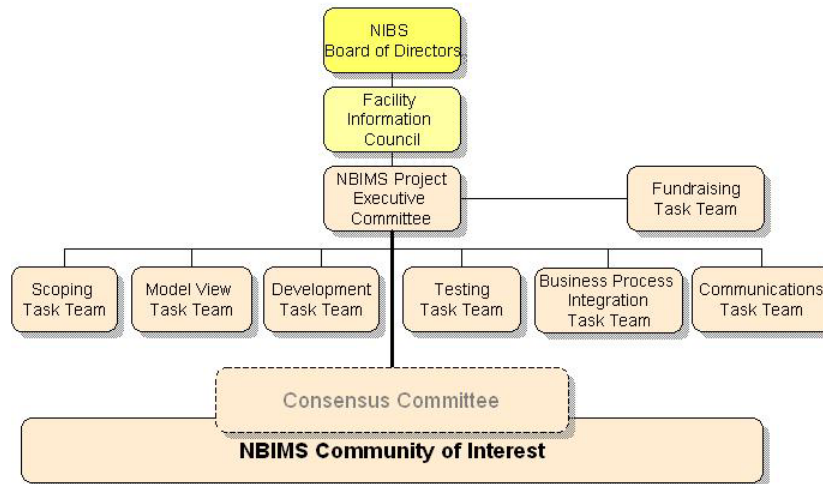 NIBS
Board of Directors
Facility
Information
Council
NBIMS Project
Executive
Committee
Fundraising
Task Team
Scoping
Task Team
Model View
Task Team
Development
Task Team
Testing
Task Team
Business Process
Integration
Task Team
Communications
Task Team
Consensus Committee
NBIMS Community of Interest